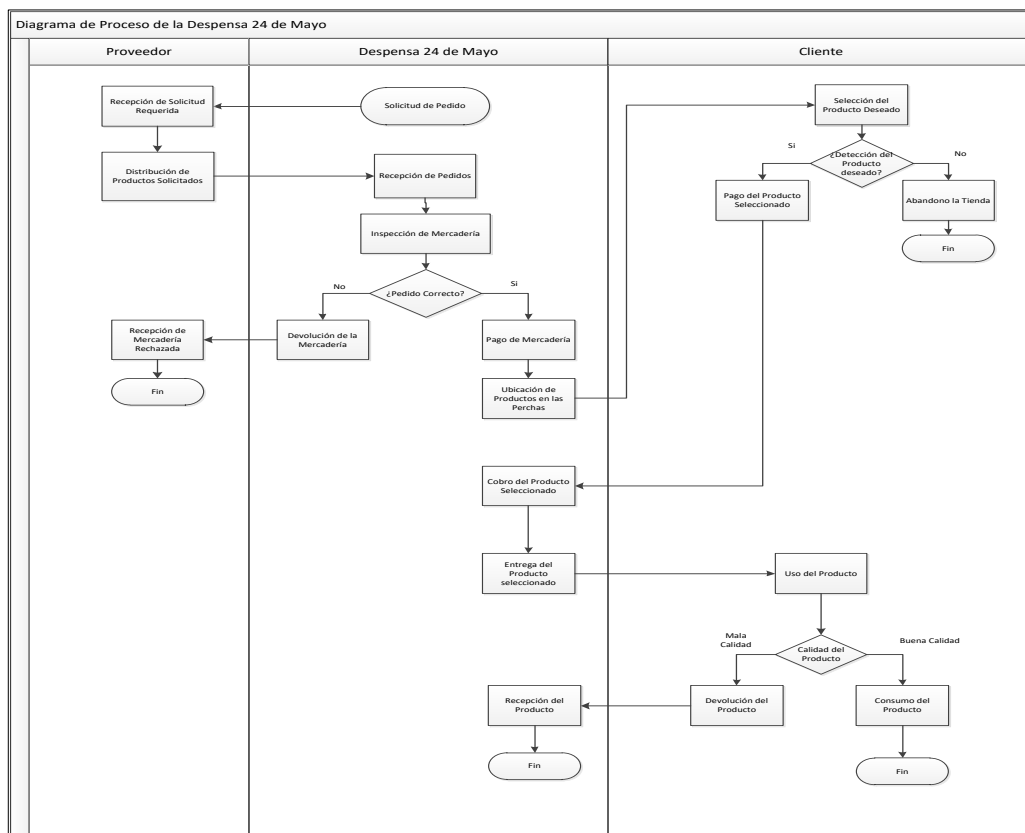 Diagrama de Proceso de la Despensa 24 de Mayo
Proveedor
Despensa 24 de Mayo
Cliente
Recepción de Solicitud
Requerida
Solicitud de Pedido
Selección del
Producto Deseado
Distribución de
Productos Solicitados
Recepción de Pedidos
Si
¿Detección del
Producto
deseado?
No
Pago del Producto
Seleccionado
Abandono la Tienda
Inspección de Mercadería
Fin
No
¿Pedido Correcto?
Si
Recepción de
Mercadería
Rechazada
Devolución de la
Mercadería
Pago de Mercadería
Fin
Ubicación de
Productos en las
Perchas
Cobro del Producto
Seleccionado
Entrega del
Producto
seleccionado
Uso del Producto
Mala
Calidad
Calidad del
Producto
Buena Calidad
Recepción del
Producto
Devolución del
Producto
Consumo del
Producto
Fin
Fin